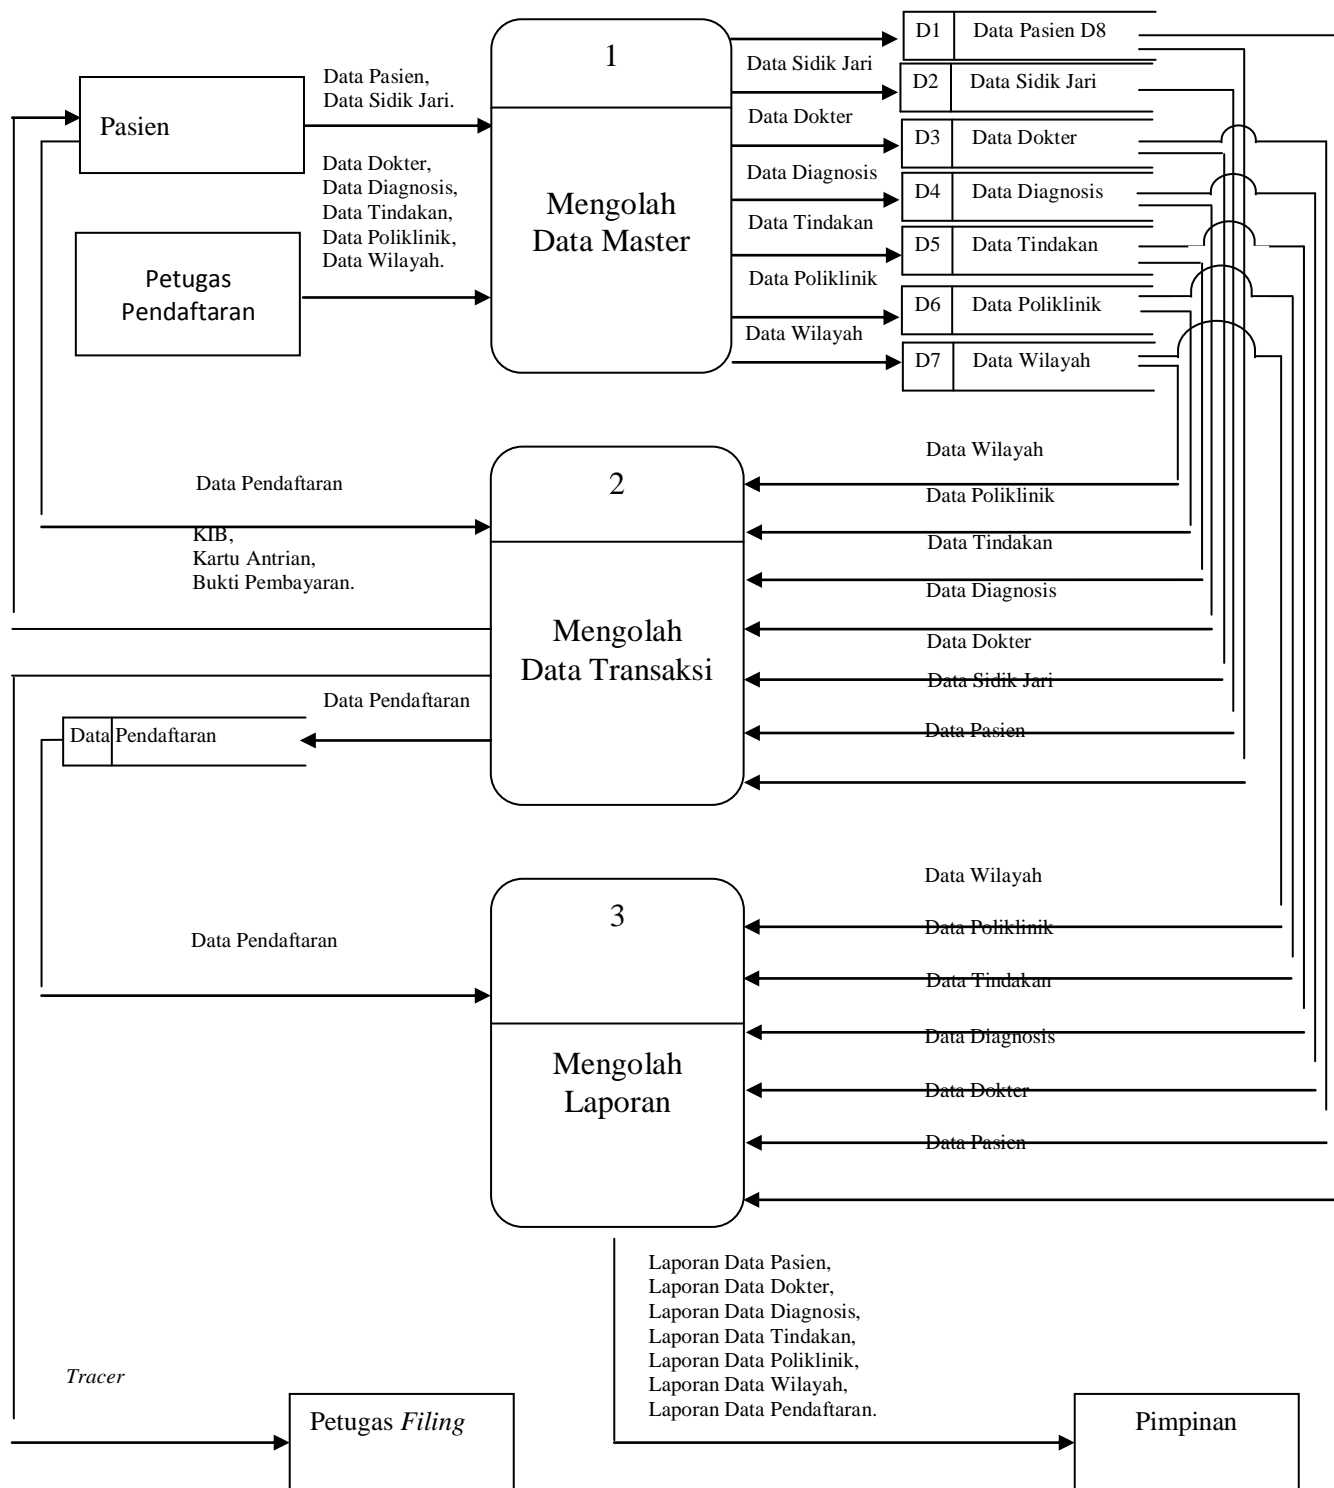 1
Mengolah
Data Master
Pasien
Data Pasien,
Data Sidik Jari.
Petugas
Pendaftaran
Data Dokter,
Data Diagnosis,
Data Tindakan,
Data Poliklinik,
Data Wilayah.
Data Sidik Jari
Data Dokter
Data Diagnosis
Data Tindakan
Data Poliklinik
Data Wilayah
D1 Data Pasien D8
D2 Data Sidik Jari
D3 Data Dokter
D4 Data Diagnosis
D5 Data Tindakan
D6 Data Poliklinik
D7 Data Wilayah
2
Mengolah
Data Transaksi
Data Pendaftaran
KIB,
Kartu Antrian,
Bukti Pembayaran.
Data Pendaftaran
Data Pendaftaran
Data Wilayah
Data Poliklinik
Data Tindakan
Data Diagnosis
Data Dokter
Data Sidik Jari
Data Pasien
3
Mengolah
Laporan
Data Pendaftaran
Data Wilayah
Data Poliklinik
Data Tindakan
Data Diagnosis
Data Dokter
Data Pasien
Laporan Data Pasien,
Laporan Data Dokter,
Laporan Data Diagnosis,
Laporan Data Tindakan,
Laporan Data Poliklinik,
Laporan Data Wilayah,
Laporan Data Pendaftaran.
Tracer
Petugas Filing
Pimpinan